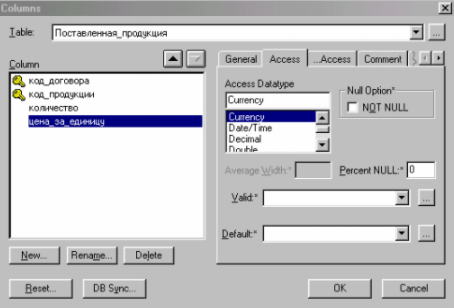 Columns
Table: Поставленная_продукция ...
Column
код_договора
код_продукции
количество
цена_за_единицу
New... Rename... Delete
Reset... DB Sync...
General Access ...Access Comment
Access Datatype
Currency
Currency
Date/Time
Decimal
Double
Null Option*
NOT NULL
Average Width:* Percent NULL:* 0
Valid:* ...
Default:* ...
OK Cancel